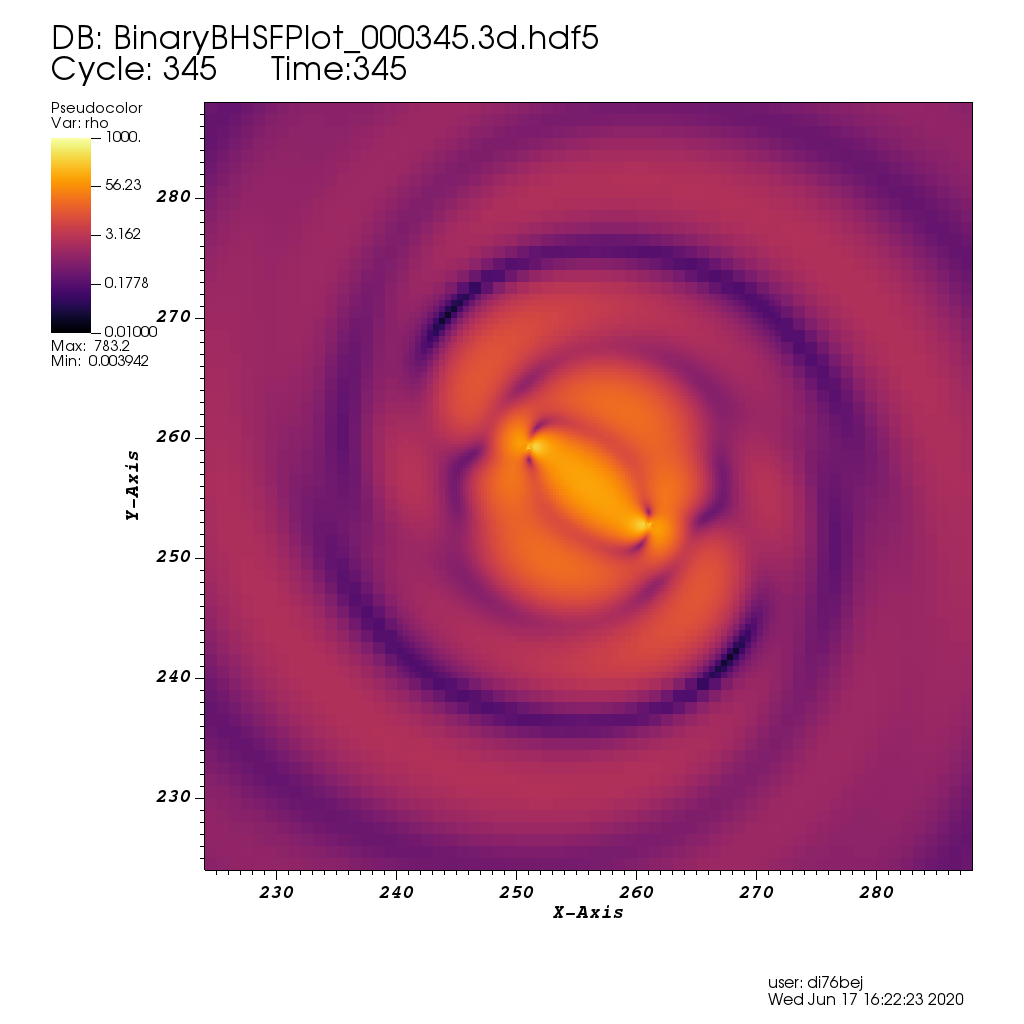 DB: BinaryBHSFPlot_000345.3d.hdf5
Cycle: 345 Time:345
Pseudocolor
Var: rho
1000.
56.23
3.162
0.1778
0.01000
Max: 783.2
Min: 0.003942
280
270
260
250
240
230
Y-Axis
230 240 250 260 270 280
X-Axis
user: di76bej
Wed Jun 17 16:22:23 2020